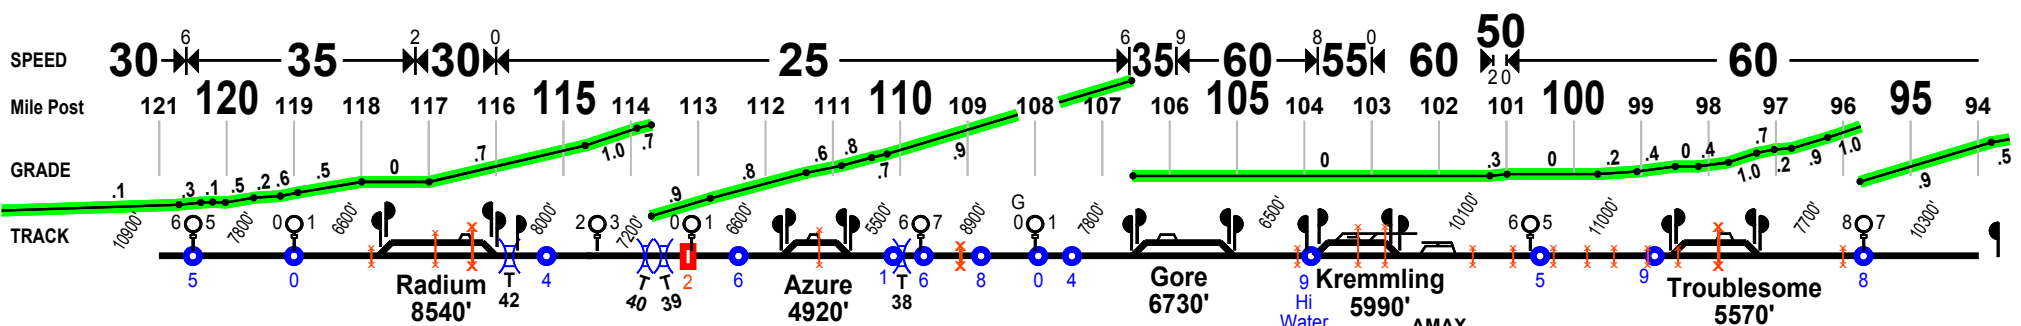 50
6 2 0 6 9 8 0
SPEED 30 35 30 25 35 60 55 60 60
2 0
Mile Post 121 120 119 118 117 116 115 114 113 112 111 110 109 108 107 106 105 104 103 102 101 100 99 98 97 96 95 94
GRADE .1 .3 .1 .5 .2 .6 .5 0 .7 1.0 .7 .9 .8 .6 .8 .7 .9 0 .3 0 .2 .4 0 .4 1.0 .7 .2 .9 1.0 .9 .5
G
10900' 7800' 6600' 8000' 7200' 6600' 5500' 8900' 7800' 6500' 10100' 11000' 7700' 10300'
TRACK 6 5 0 1 2 3 0 1 6 7 0 1 6 5 8 7
5 0 4 2 6 1 6 8 0 4 9 5 9 8
T 42 T 40 T 39 T 38
Radium Azure Gore Kremmling Troublesome
8540' 4920' 6730' 5990' 5570'
Hi
Water
AMAX